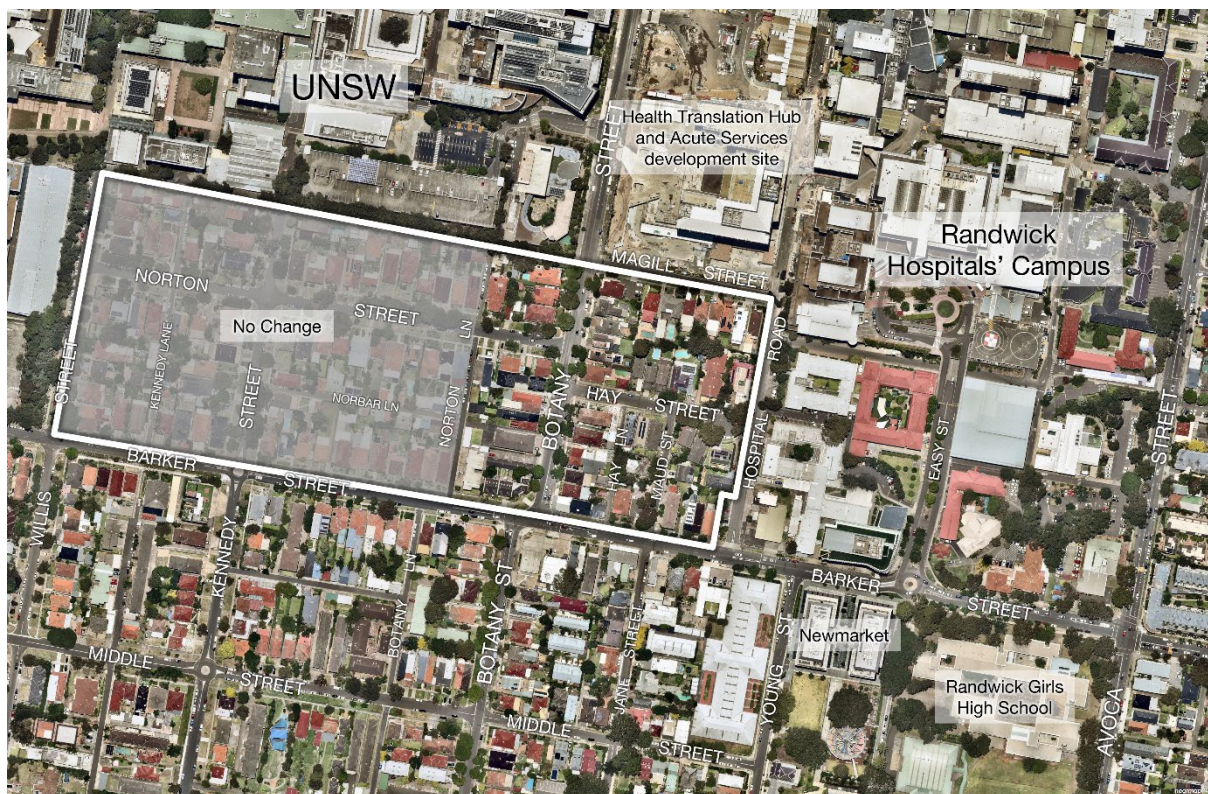 UNSW
STREET
Health Translation Hub
and Acute Services
development site
Randwick
Hospitals' Campus
MAGILL STREET
NORTON STREET
LN
No Change
KENNEDY LANE
STREET
STREET
NORBAR LN
NORTON
BOTANY
HAY STREET
HAY LN
MAUD ST
ROAD
HOSPITAL
EASY ST
STREET
BARKER STREET
WILLIS
KENNEDY
LN
BOTANY
BOTANY ST
JANE STREET
YOUNG ST
BARKER STREET
Newmarket
Randwick Girls
High School
AVOCA
MIDDLE STREET
MIDDLE STREET
nearmap